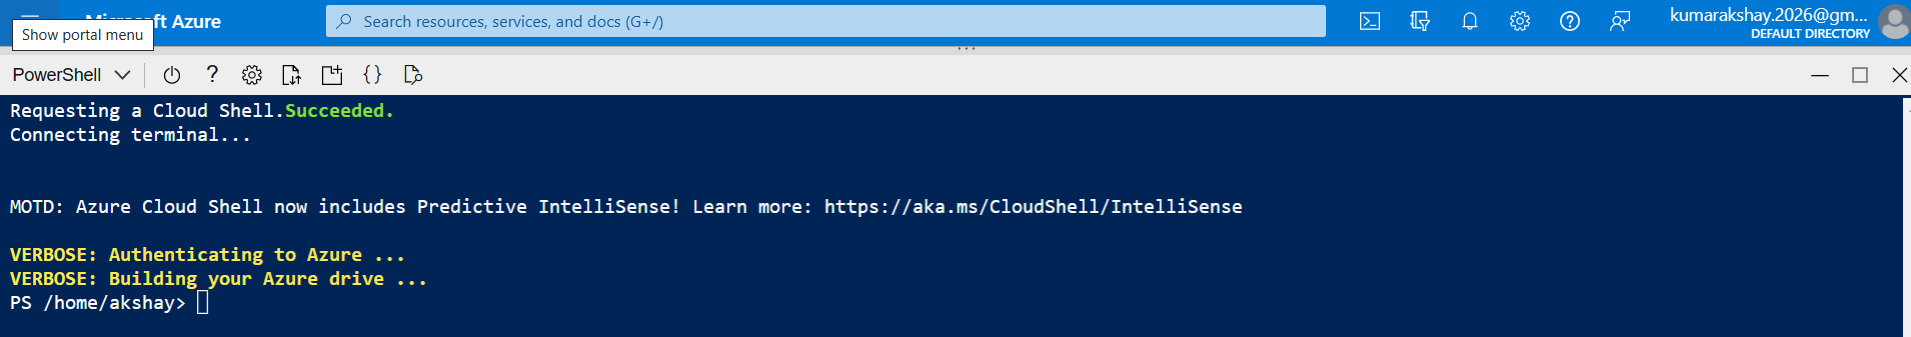 Microsoft Azure
Search resources, services, and docs (G+/)
kumarakshay.2026@gm...
DEFAULT DIRECTORY
Show portal menu
PowerShell
?
{}
Requesting a Cloud Shell.Succeeded.
Connecting terminal...
MOTD: Azure Cloud Shell now includes Predictive IntelliSense! Learn more: https://aka.ms/CloudShell/IntelliSense
VERBOSE: Authenticating to Azure ...
VERBOSE: Building your Azure drive ...
PS /home/akshay>